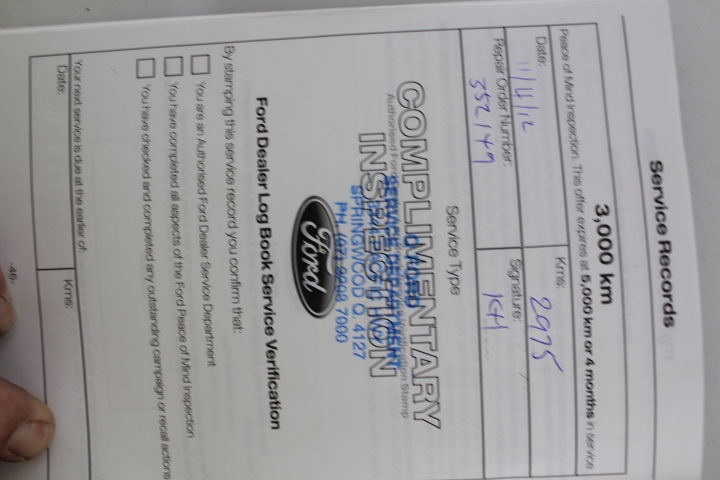 Service Records
3,000 km
Peace of Mind Inspection. This offer expires at 5,000 km or 4 months in service
Date: 11/4/12
Kms: 2975
Repair Order Number: 352149
Signature: KH
Service Type
COMPLIMENTARY
INSPECTION
Authorised Ford
Stamp
SERVICE DEPARTMENT
SPRINGWOOD Q. 4127
7000
Ford
Ford Dealer Log Book Service Verification
By stamping this service record you confirm that:
You are an Authorised Ford Dealer Service Department
You have completed all aspects of the Ford Peace of Mind Inspection
You have checked and completed any outstanding campaign or recall actions
Your next service is due at the earlier of:
Date:
Kms:
-46-